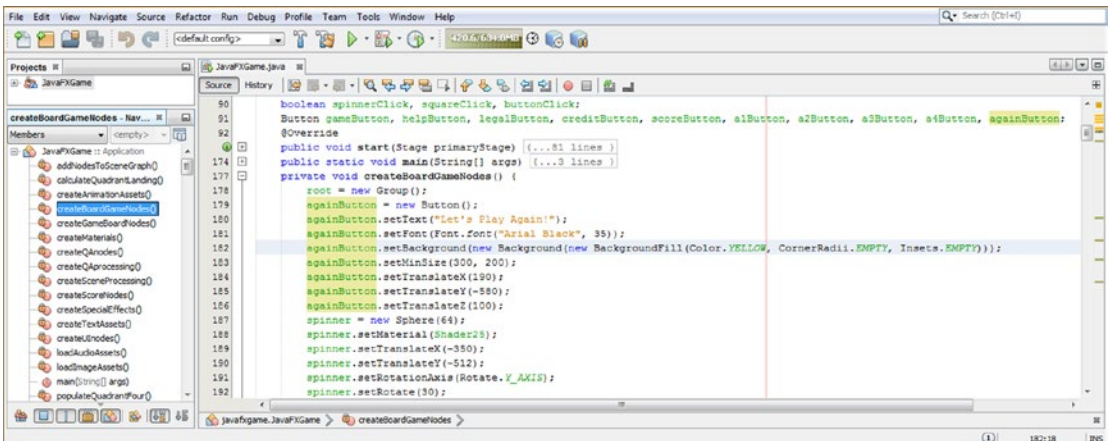 File Edit View Navigate Source Refactor Run Debug Profile Team Tools Window Help
Search (Ctrl+I)
<default config>
Projects
JavaFXGame
createBoardGameNodes - Nav...
Members
<empty>
JavaFXGame :: Application
addNodesToSceneGraph()
calculateQuadrantLanding()
createAnimationAssets()
createBoardGameNodes()
createGameBoardNodes()
createMaterials()
createQAnodes()
createQAprocessing()
createSceneProcessing()
createScoreNodes()
createSpecialEffects()
createTextAssets()
createUInodes()
loadAudioAssets()
loadImageAssets()
main(String[] args)
populateQuadrantFour()
JavaFXGame.java
Source History
90 boolean spinnerClick, squareClick, buttonClick;
91 Button gameButton, helpButton, legalButton, creditButton, scoreButton, a1Button, a2Button, a3Button, a4Button, againButton;
92 @Override
public void start(Stage primaryStage) {...81 lines }
174 public static void main(String[] args) {...3 lines }
177 private void createBoardGameNodes() {
178 root = new Group();
179 againButton = new Button();
180 againButton.setText("Let's Play Again!");
181 againButton.setFont(Font.font("Arial Black", 35));
182 againButton.setBackground(new Background(new BackgroundFill(Color.YELLOW, CornerRadii.EMPTY, Insets.EMPTY)));
183 againButton.setMinSize(300, 200);
184 againButton.setTranslateX(190);
185 againButton.setTranslateY(-580);
186 againButton.setTranslateZ(100);
187 spinner = new Sphere(64);
188 spinner.setMaterial(Shader25);
189 spinner.setTranslateX(-350);
190 spinner.setTranslateY(-512);
191 spinner.setRotationAxis(Rotate.Y_AXIS);
192 spinner.setRotate(30);
javafxgame.JavaFXGame
createBoardGameNodes
1
182:18
INS